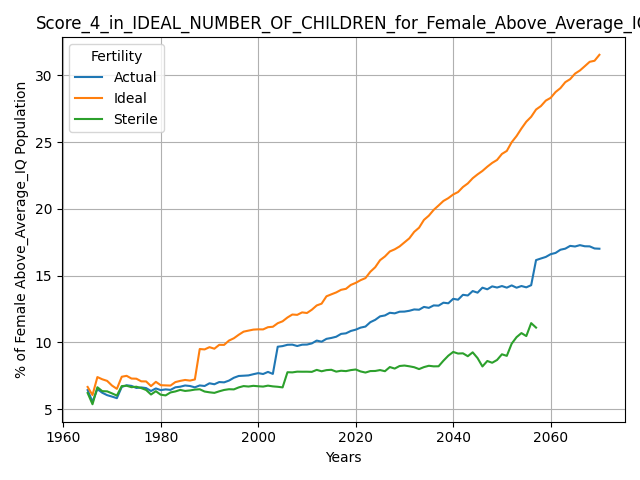 Score_4_in_IDEAL_NUMBER_OF_CHILDREN_for_Female_Above_Average_IQ
Fertility
Actual
Ideal
Sterile
% of Female Above_Average_IQ Population
30
25
20
15
10
5
1960 1980 2000 2020 2040 2060
Years